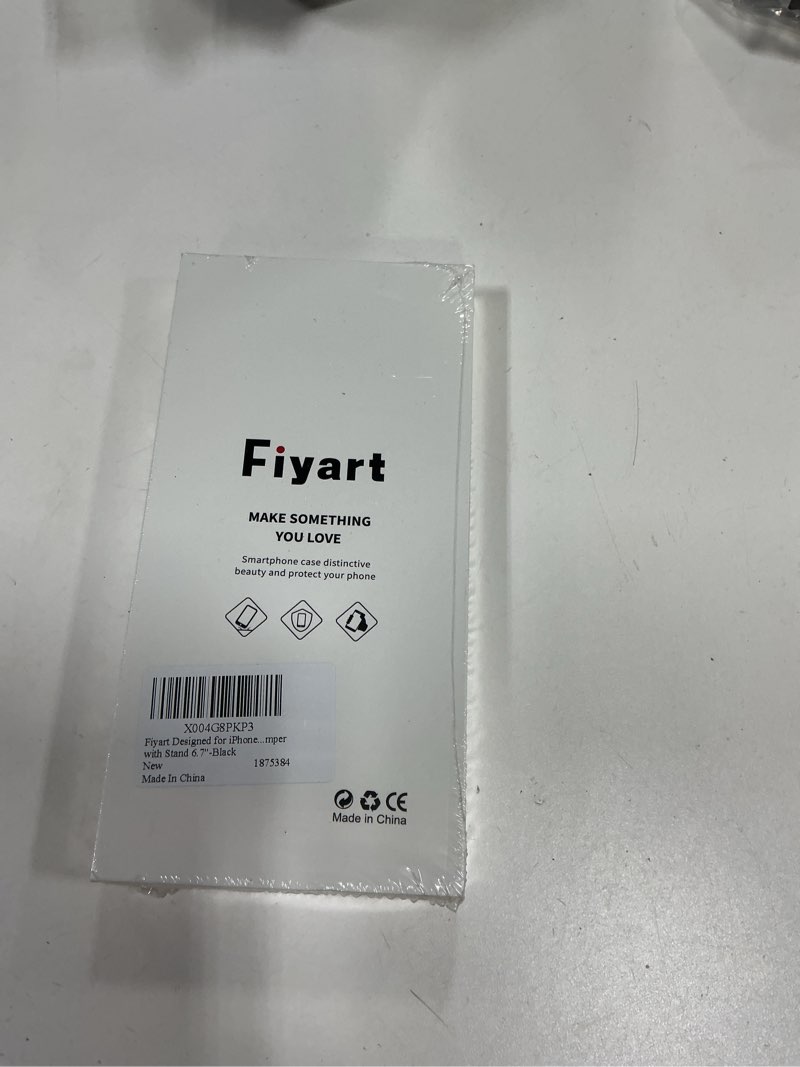 Fiyart
MAKE SOMETHING
YOU LOVE
Smartphone case distinctive
beauty and protect your phone
X004G8PKP3
Fiyart Designed for iPhone...mper
with Stand 6.7"-Black
New 1875384
Made In China
CE
Made in China